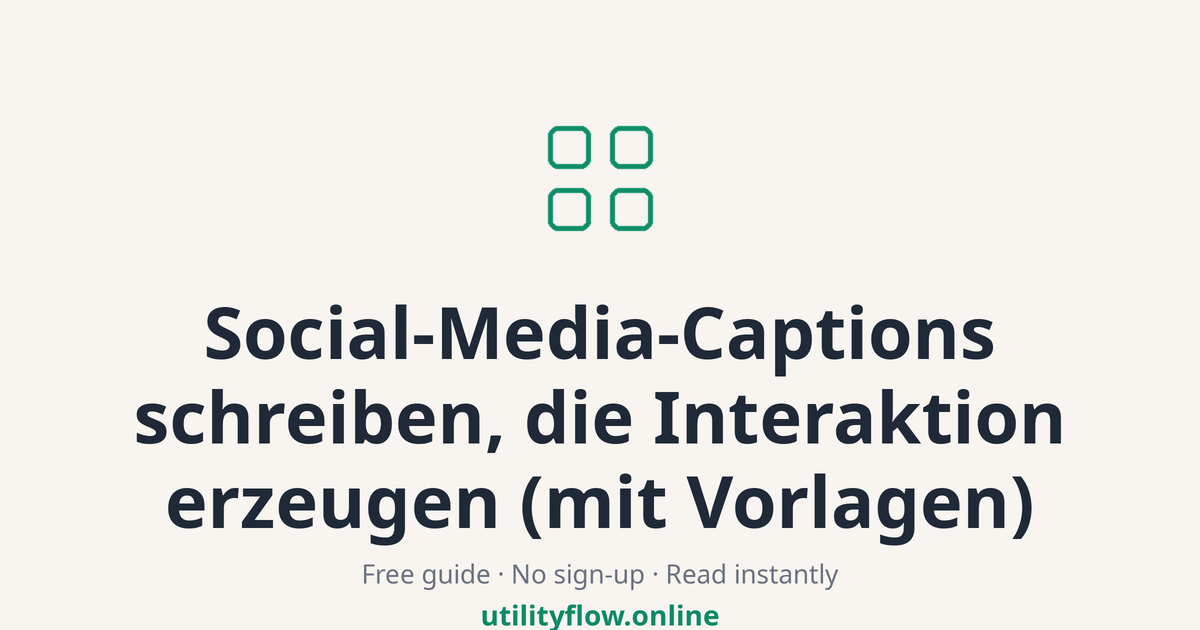 Social-Media-Captions
schreiben, die Interaktion
erzeugen (mit Vorlagen)
Free guide · No sign-up · Read instantly
utilityflow.online